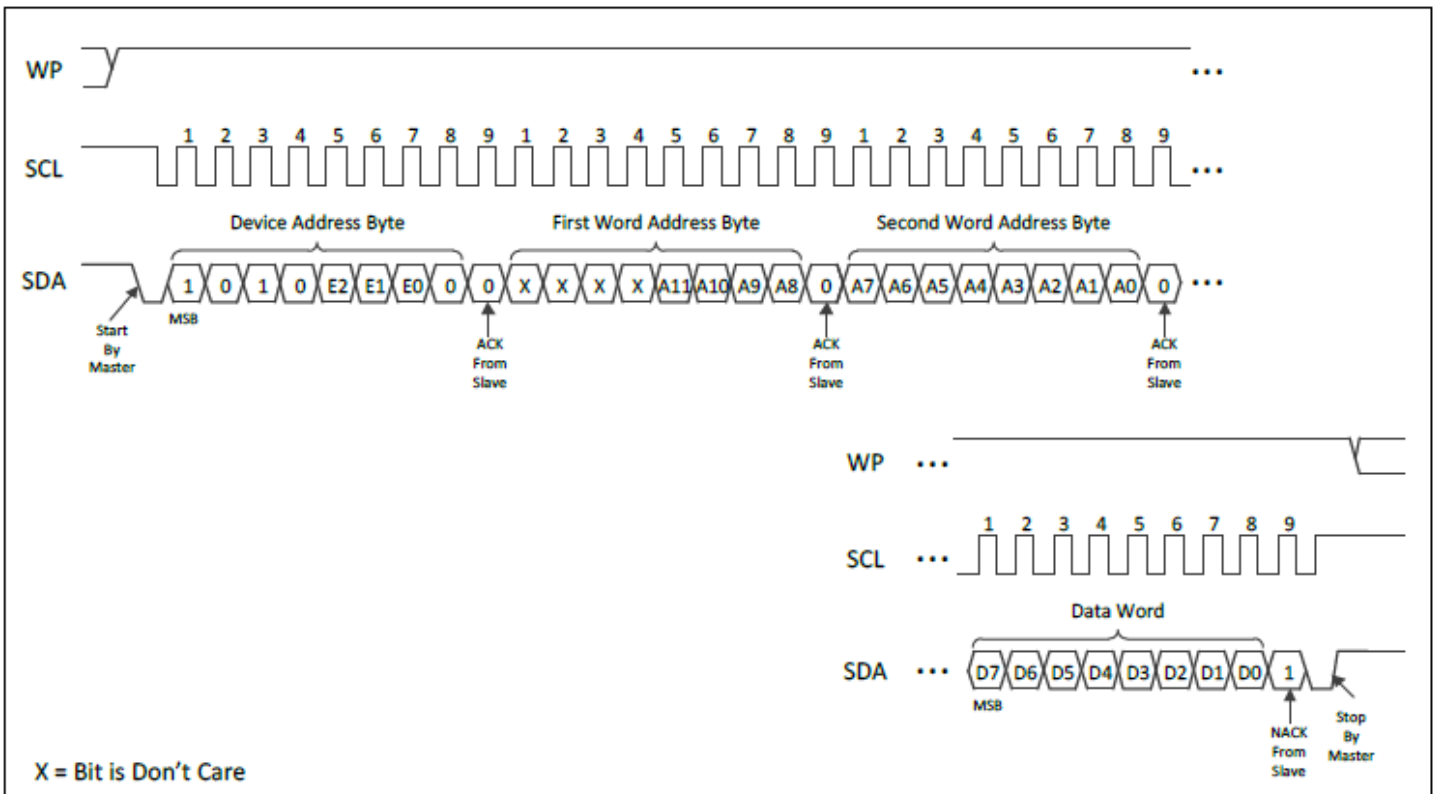 WP ...
1 2 3 4 5 6 7 8 9 1 2 3 4 5 6 7 8 9 1 2 3 4 5 6 7 8 9
SCL ...
Device Address Byte First Word Address Byte Second Word Address Byte
SDA 1 0 1 0 E2 E1 E0 0 0 X X X X A11 A10 A9 A8 0 A7 A6 A5 A4 A3 A2 A1 A0 0 ...
MSB
Start
By
Master
ACK
From
Slave
ACK
From
Slave
ACK
From
Slave
WP ...
1 2 3 4 5 6 7 8 9
SCL ...
Data Word
SDA ... D7 D6 D5 D4 D3 D2 D1 D0 1
MSB
NACK
From
Slave
Stop
By
Master
X = Bit is Don't Care